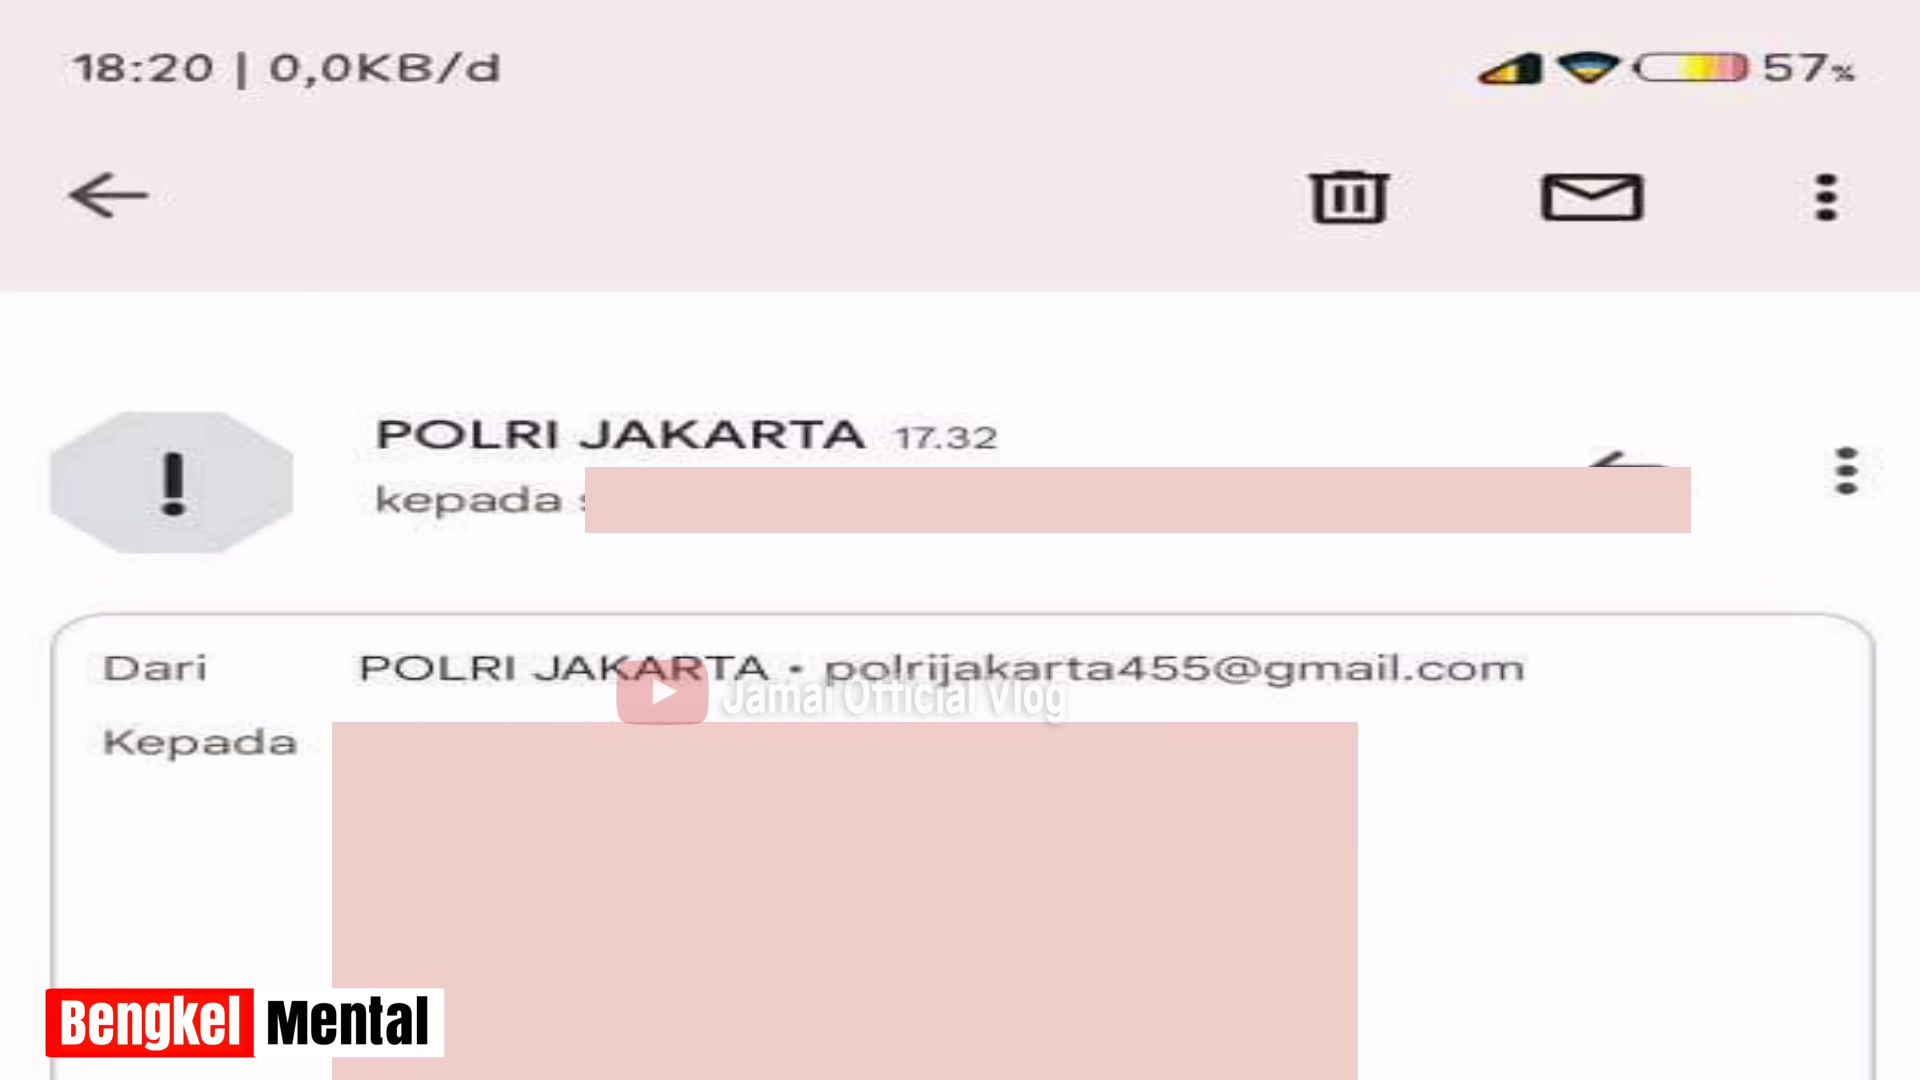 18:20 | 0,0KB/d 57%
POLRI JAKARTA 17.32
kepada
Dari POLRI JAKARTA • polrijakarta455@gmail.com
Jamal Official Vlog
Kepada
Bengkel Mental